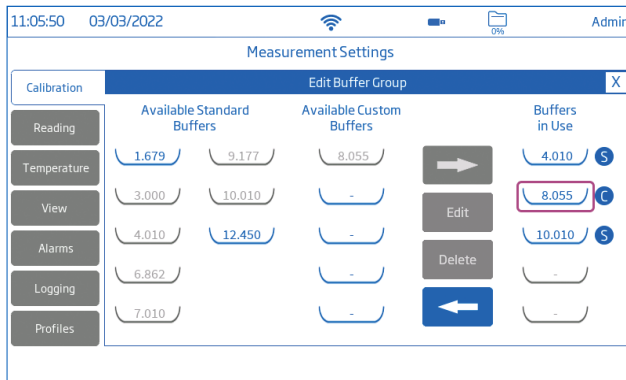 11:05:50 03/03/2022 0% Admin
Measurement Settings
Edit Buffer Group X
Calibration
Reading
Temperature
View
Alarms
Logging
Profiles
Available Standard Buffers
Available Custom Buffers
Buffers in Use
1.679 9.177 8.055 4.010 S
3.000 10.010 - Edit 8.055 C
4.010 12.450 - Delete 10.010 S
6.862 - -
7.010 - -